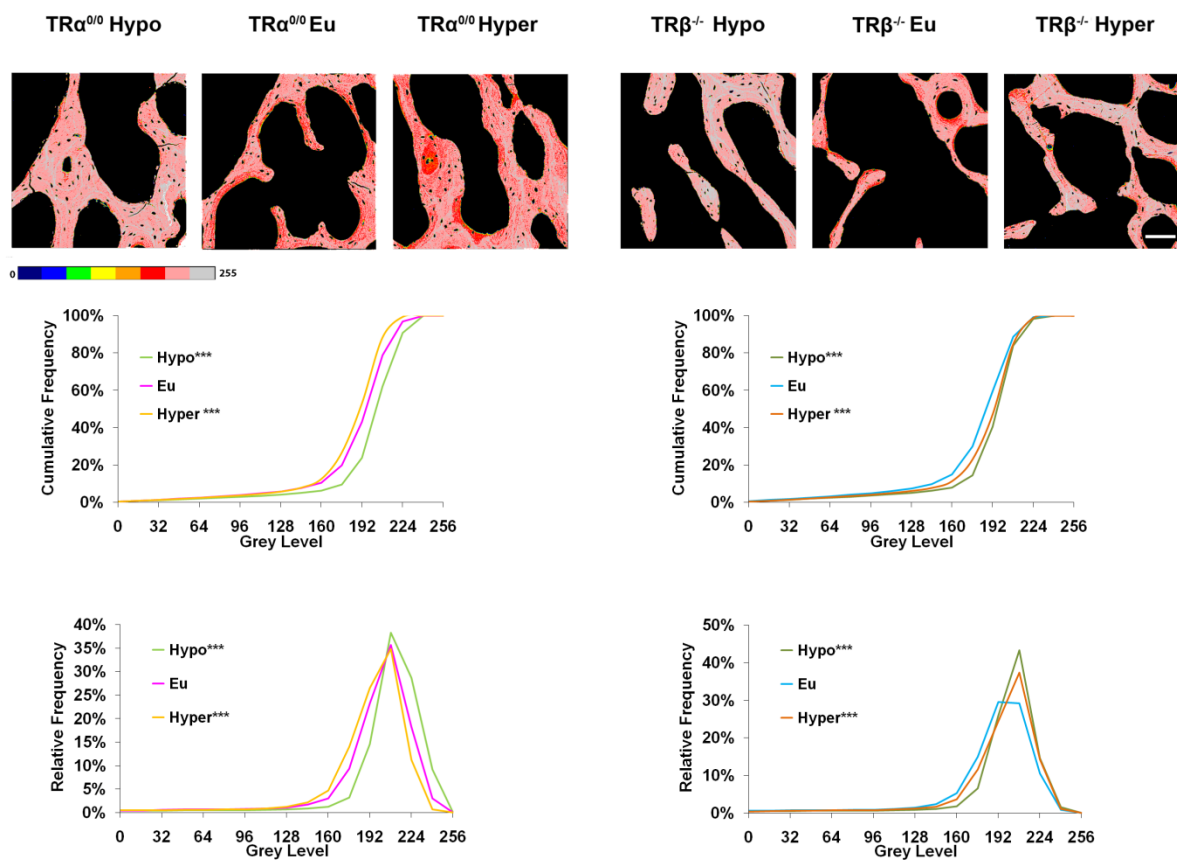 TRα0/0 Hypo
TRα0/0 Eu
TRα0/0 Hyper
TRβ-/- Hypo
TRβ-/- Eu
TRβ-/- Hyper
0
255
100%
80%
60%
40%
20%
0%
Cumulative Frequency
Hypo***
Eu
Hyper ***
0 32 64 96 128 160 192 224 256
Grey Level
100%
80%
60%
40%
20%
0%
Cumulative Frequency
Hypo***
Eu
Hyper ***
0 32 64 96 128 160 192 224 256
Grey Level
40%
35%
30%
25%
20%
15%
10%
5%
0%
Relative Frequency
Hypo***
Eu
Hyper***
0 32 64 96 128 160 192 224 256
Grey Level
50%
40%
30%
20%
10%
0%
Relative Frequency
Hypo***
Eu
Hyper***
0 32 64 96 128 160 192 224 256
Grey Level